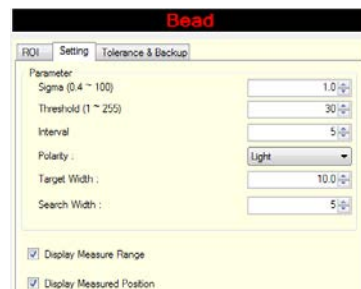 Bead
ROI Setting Tolerance & Backup
Parameter
Sigma (0.4 ~ 100) 1.0
Threshold (1 ~ 255) 30
Interval 5
Polarity : Light
Target Width : 10.0
Search Width : 5
Display Measure Range
Display Measured Position